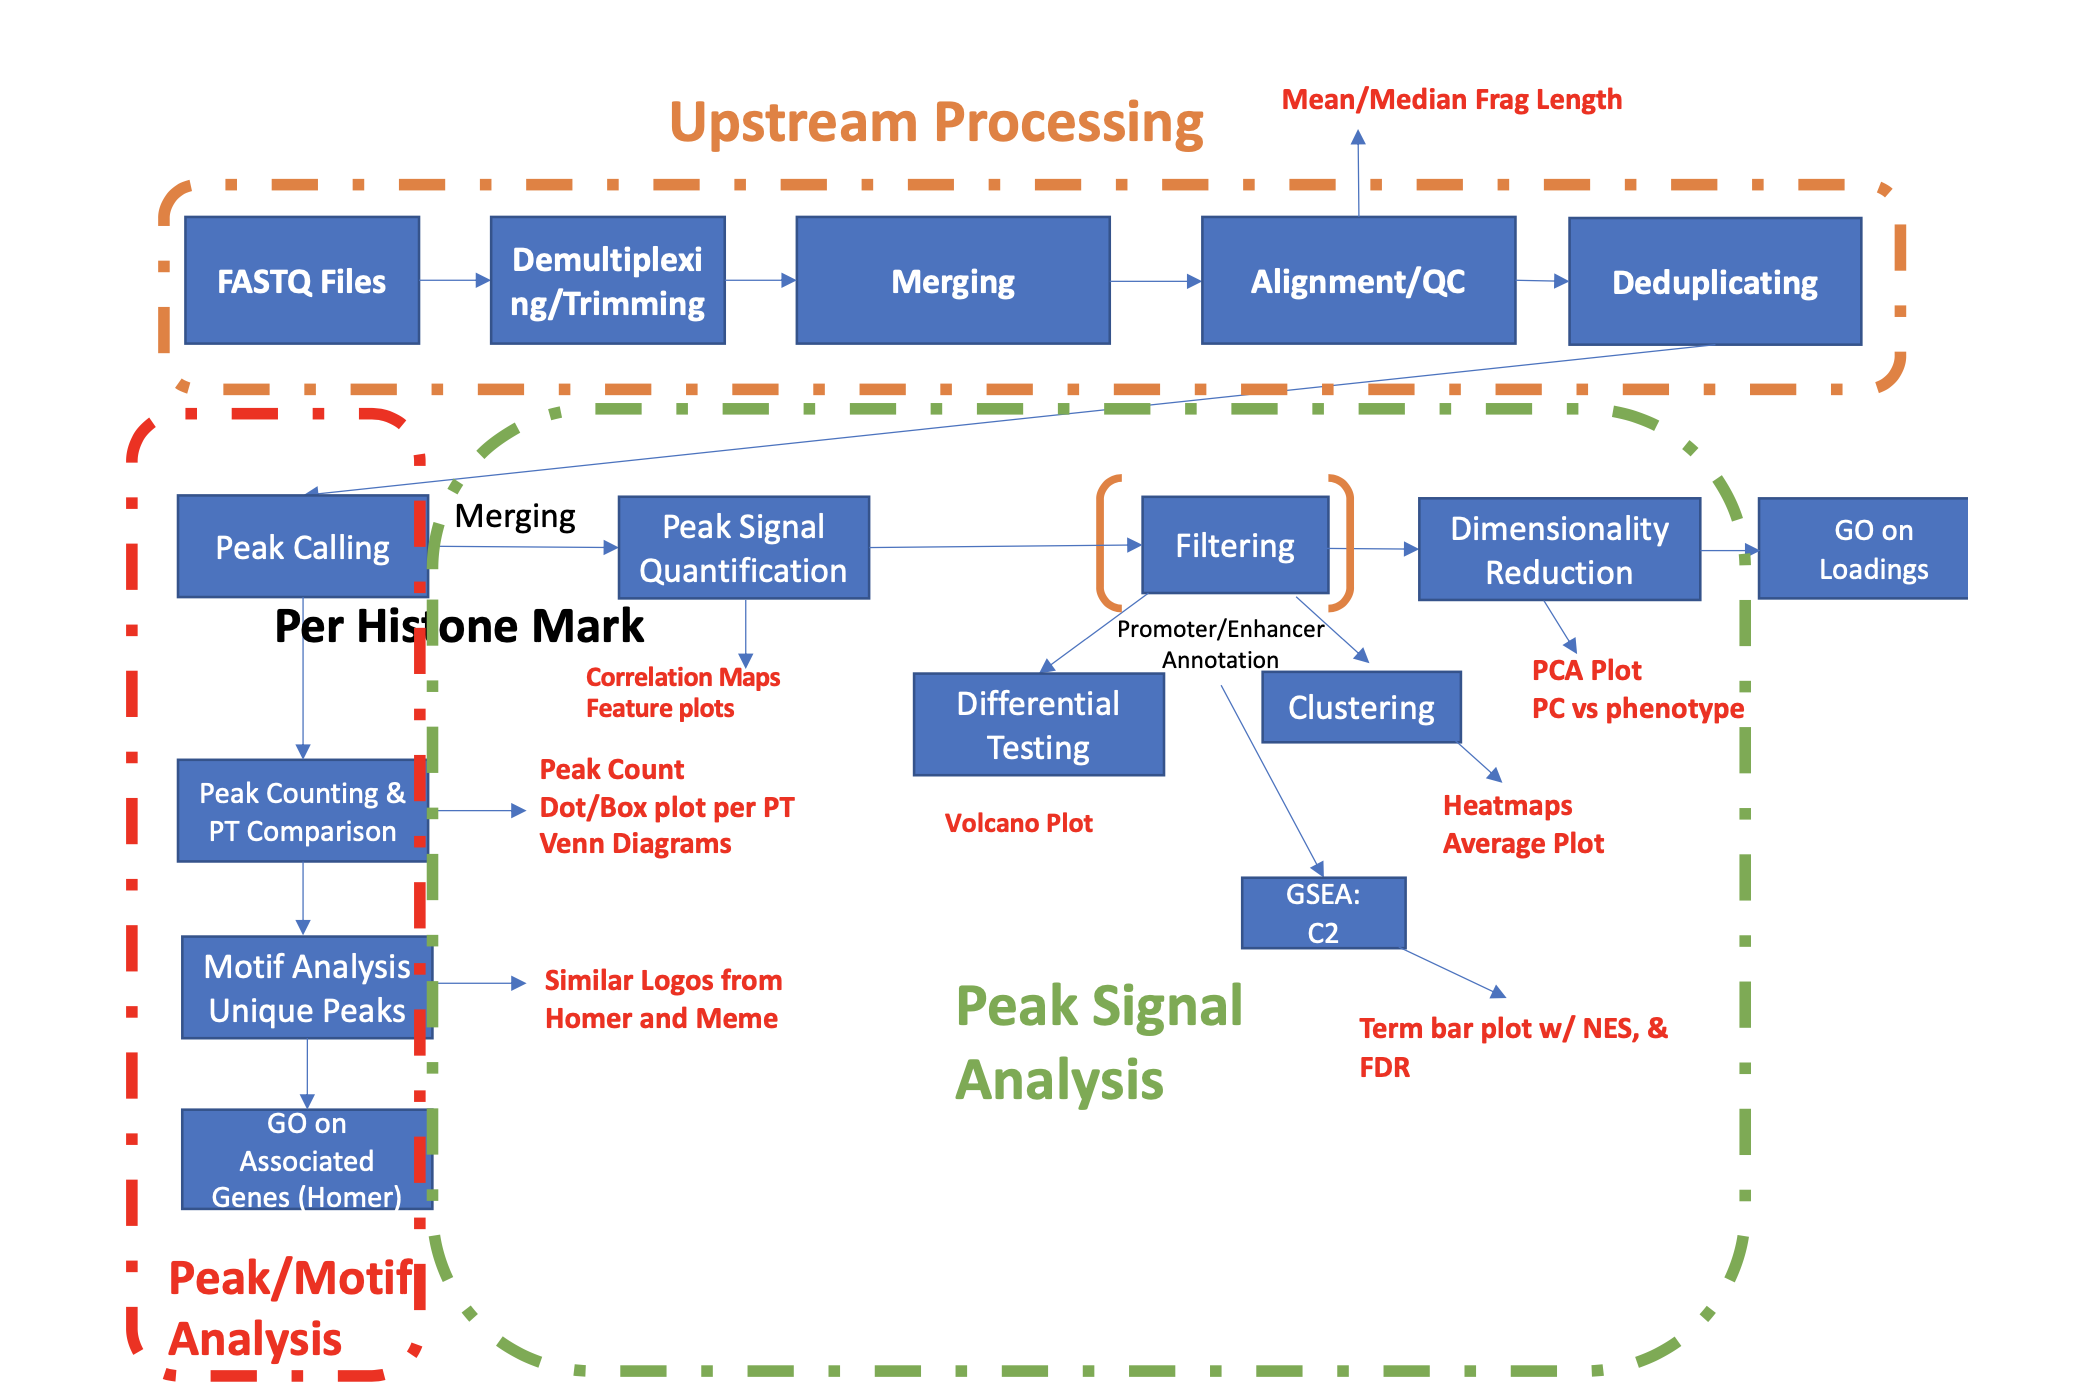 Mean/Median Frag Length
Upstream Processing
FASTQ Files
Demultiplexi
ng/Trimming
Merging
Alignment/QC
Deduplicating
Peak Calling
Merging
Peak Signal
Quantification
Filtering
Dimensionality
Reduction
GO on
Loadings
Per Histone Mark
Promoter/Enhancer
Annotation
Correlation Maps
Feature plots
Differential
Testing
Clustering
PCA Plot
PC vs phenotype
Peak Counting &
PT Comparison
Peak Count
Dot/Box plot per PT
Venn Diagrams
Volcano Plot
Heatmaps
Average Plot
GSEA:
C2
Motif Analysis
Unique Peaks
Similar Logos from
Homer and Meme
Peak Signal
Analysis
Term bar plot w/ NES, &
FDR
GO on
Associated
Genes (Homer)
Peak/Motif
Analysis